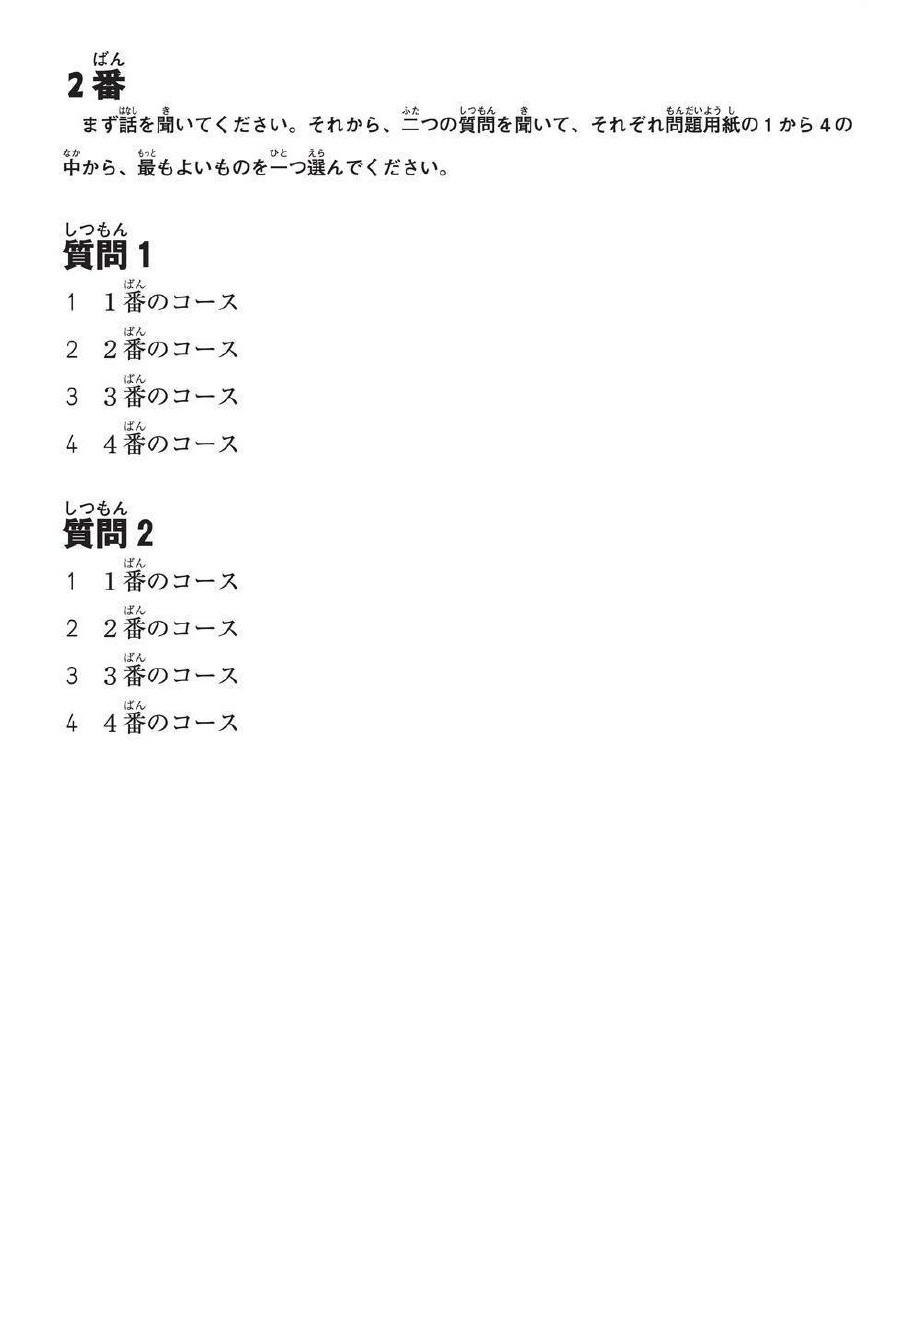 2番
まず話を聞いてください。それから、二つの質問を聞いて、それぞれ問題用紙の1から4の
中から、最もよいものを一つ選んでください。
質問1
1 1番のコース
2 2番のコース
3 3番のコース
4 4番のコース
質問2
1 1番のコース
2 2番のコース
3 3番のコース
4 4番のコース